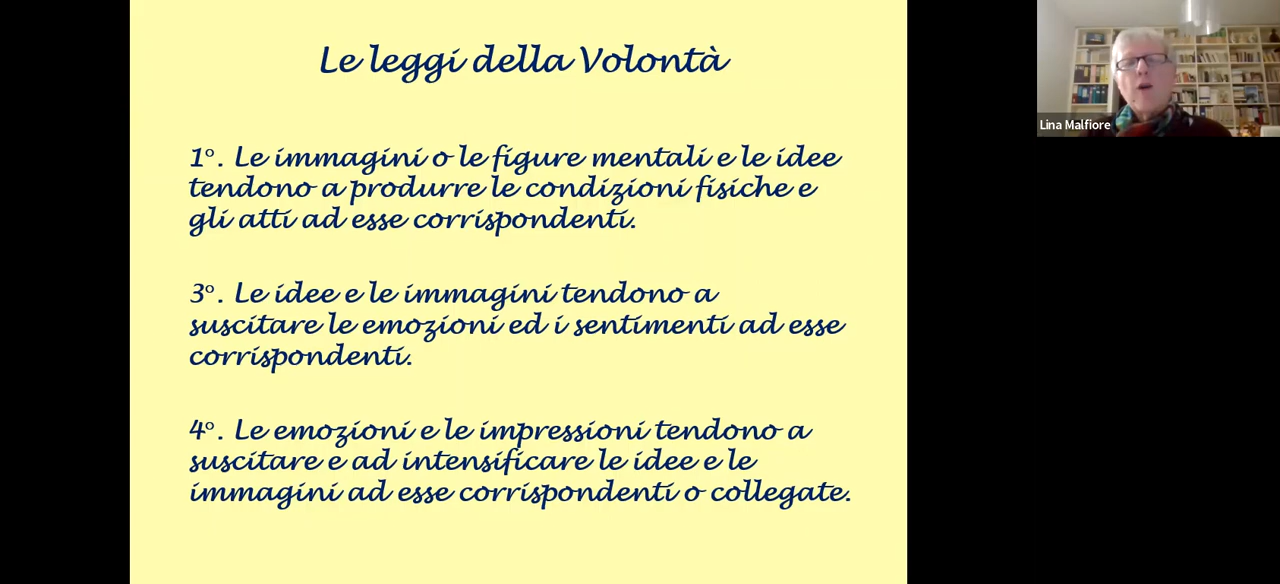 Le leggi della Volontà
1°. Le immagini o le figure mentali e le idee
tendono a produrre le condizioni fisiche e
gli atti ad esse corrispondenti.
3°. Le idee e le immagini tendono a
suscitare le emozioni ed i sentimenti ad esse
corrispondenti.
4°. Le emozioni e le impressioni tendono a
suscitare e ad intensificare le idee e le
immagini ad esse corrispondenti o collegate.
Lina Malfiore